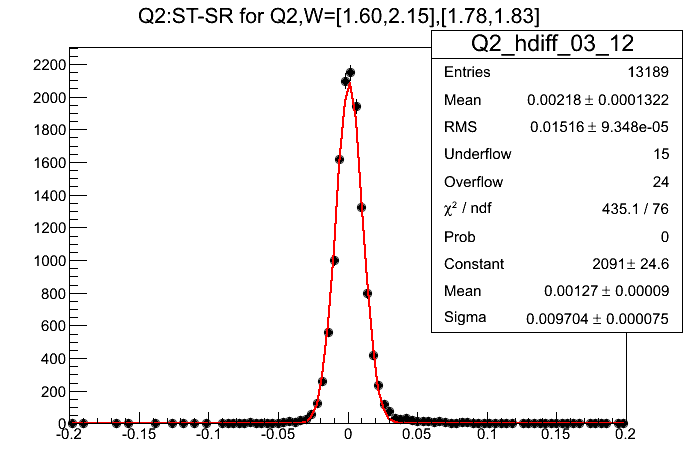 Q2:ST-SR for Q2,W=[1.60,2.15],[1.78,1.83]
Q2_hdiff_03_12
Entries 13189
Mean 0.00218 ± 0.0001322
RMS 0.01516 ± 9.348e-05
Underflow 15
Overflow 24
χ² / ndf 435.1 / 76
Prob 0
Constant 2091 ± 24.6
Mean 0.00127 ± 0.00009
Sigma 0.009704 ± 0.000075
2200
2000
1800
1600
1400
1200
1000
800
600
400
200
0
-0.2 -0.15 -0.1 -0.05 0 0.05 0.1 0.15 0.2